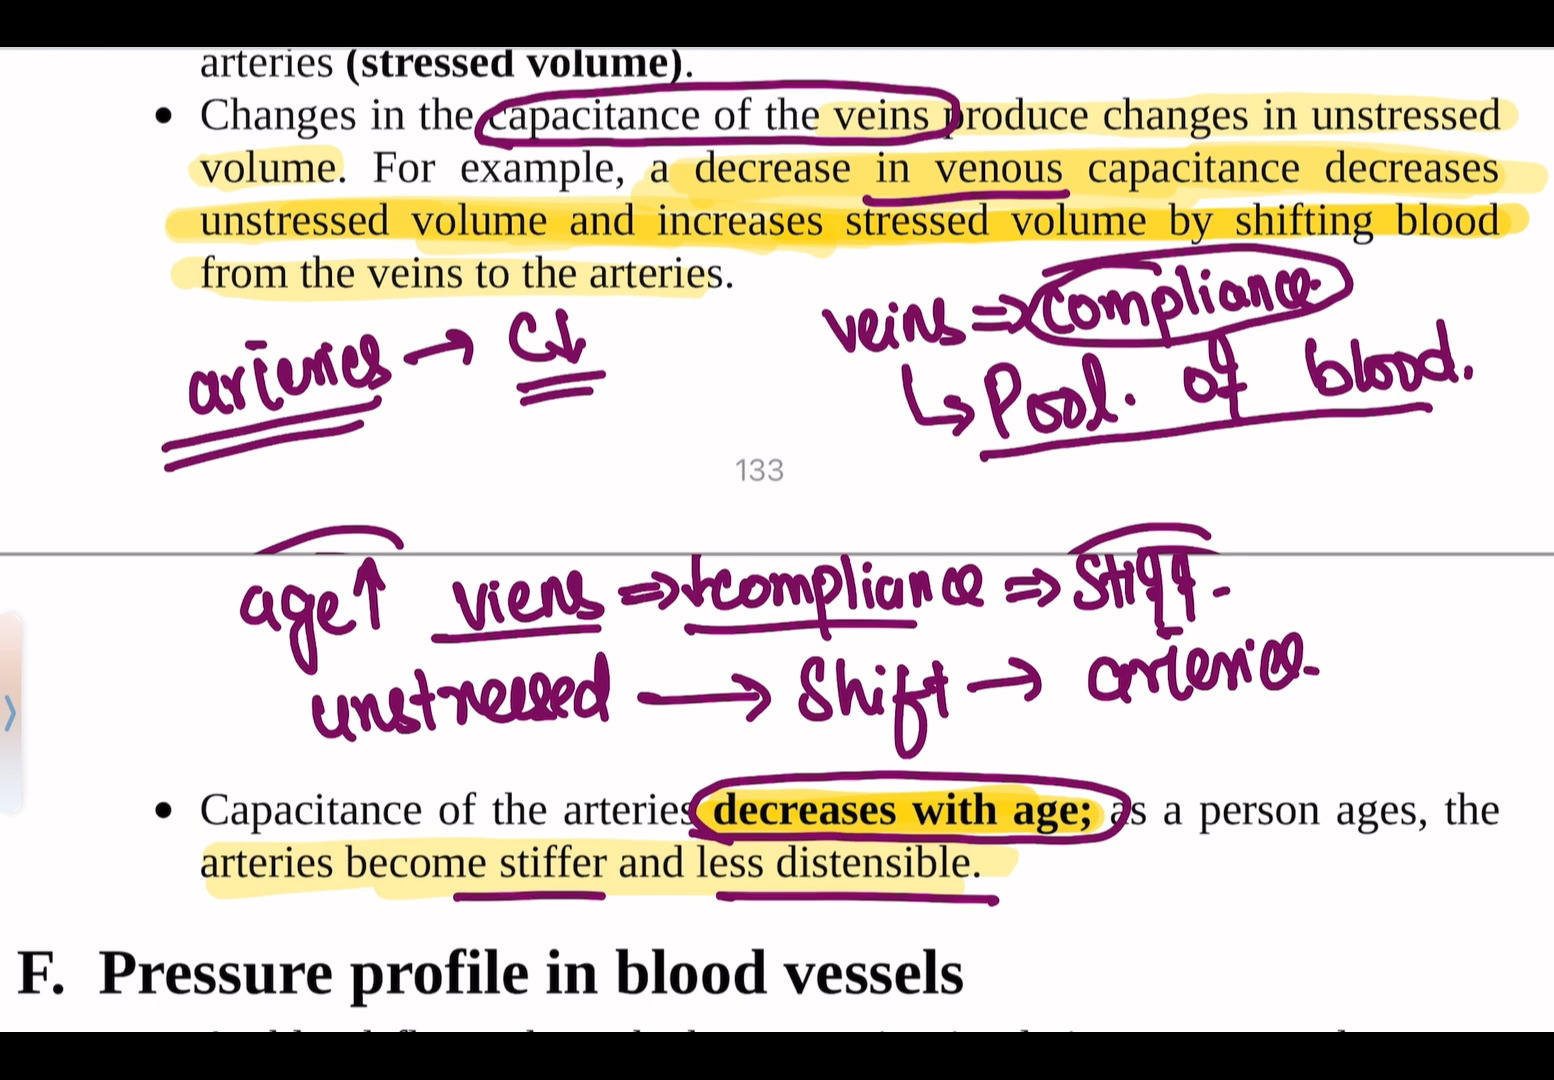 arteries (stressed volume).
• Changes in the capacitance of the veins produce changes in unstressed
volume. For example, a decrease in venous capacitance decreases
unstressed volume and increases stressed volume by shifting blood
from the veins to the arteries.
veins ⇒ compliance.
arteries → C↓
↳ Pool. of blood.
133
age↑ viens ⇒ ↓compliance ⇒ Stiff.
unstressed → Shift → arteries.
• Capacitance of the arteries decreases with age; as a person ages, the
arteries become stiffer and less distensible.
F. Pressure profile in blood vessels